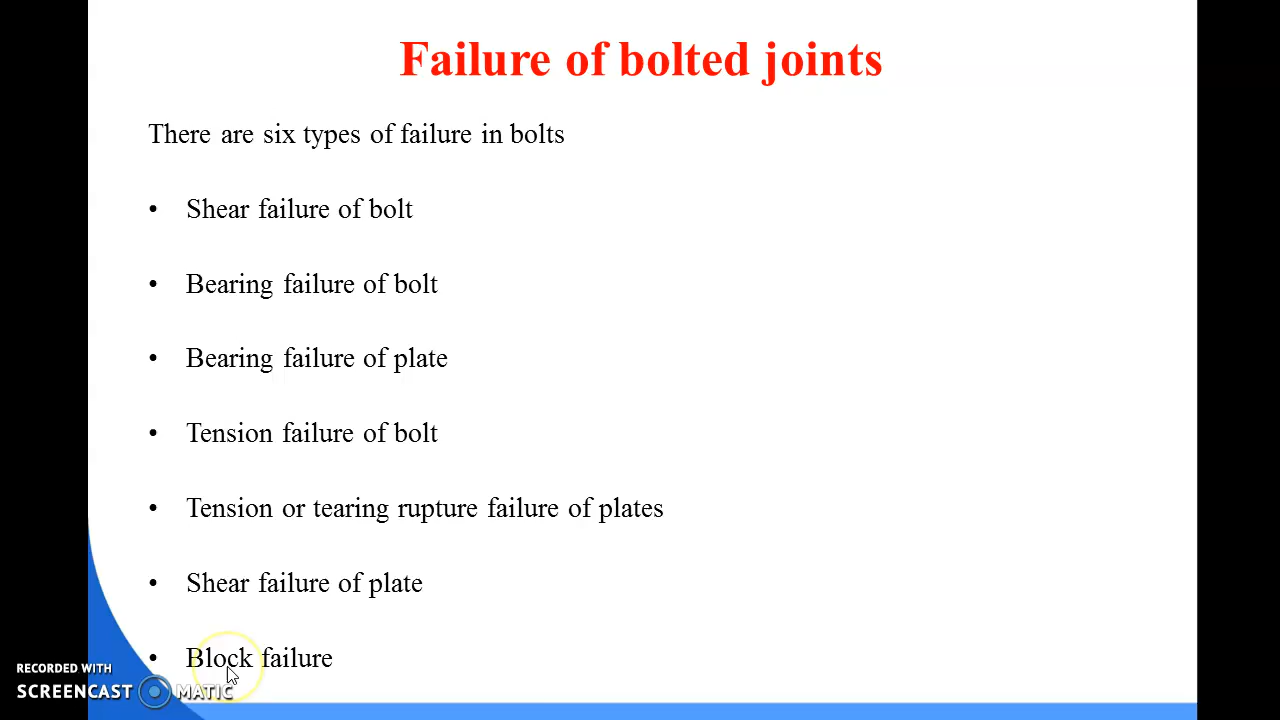 Failure of bolted joints
There are six types of failure in bolts
• Shear failure of bolt
• Bearing failure of bolt
• Bearing failure of plate
• Tension failure of bolt
• Tension or tearing rupture failure of plates
• Shear failure of plate
• Block failure
RECORDED WITH
SCREENCAST MATIC